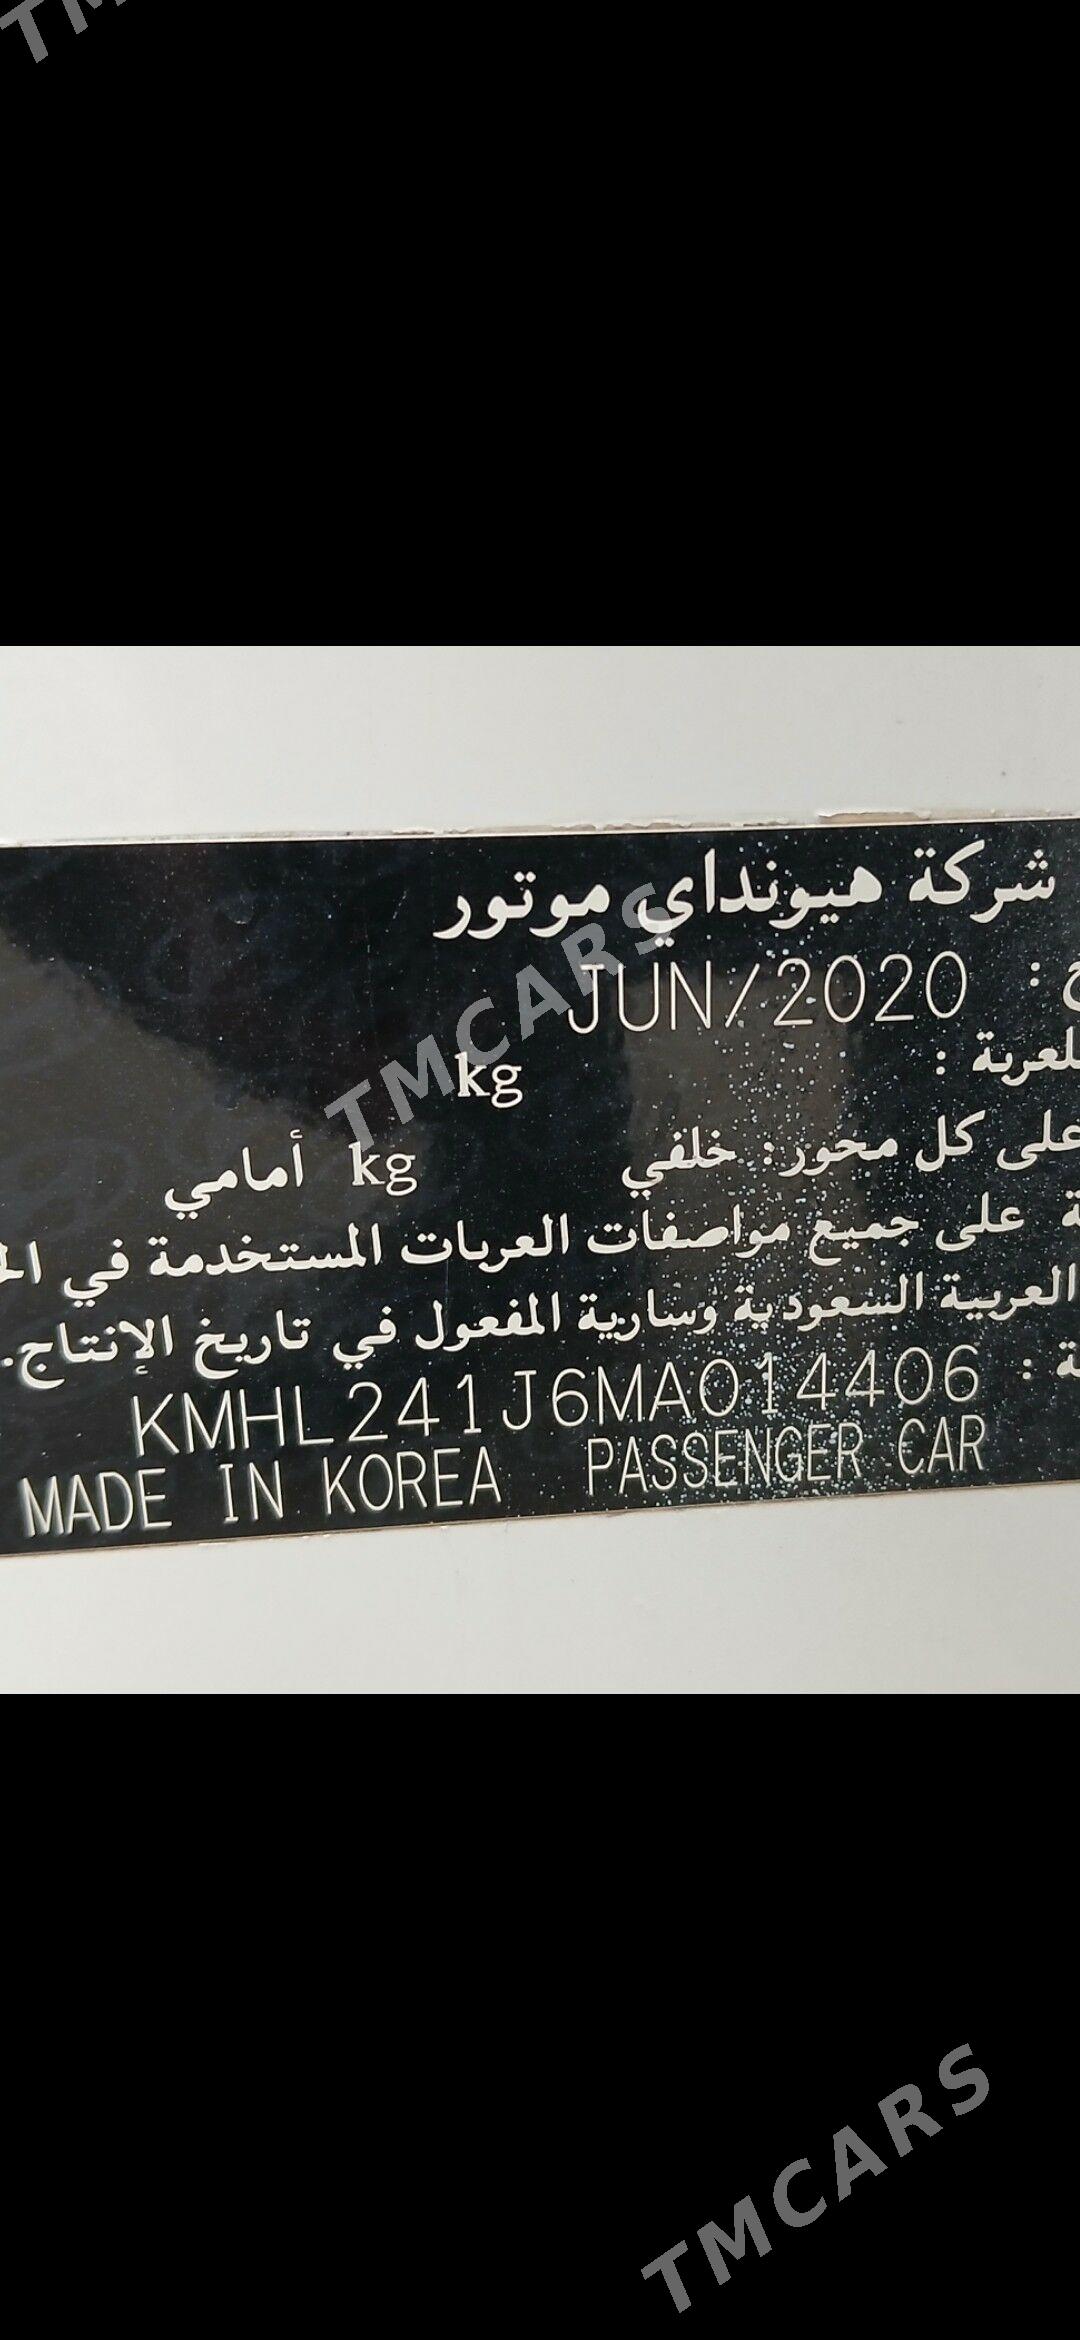 شركة هيونداي موتور
JUN/2020 :
للعربة :
kg
على كل محور: خلفي kg أمامي
على جميع مواصفات العربات المستخدمة في
العربية السعودية وسارية المفعول في تاريخ الإنتاج.
: KMHL241J6MA014406
MADE IN KOREA PASSENGER CAR
TMCARS
TMCARS